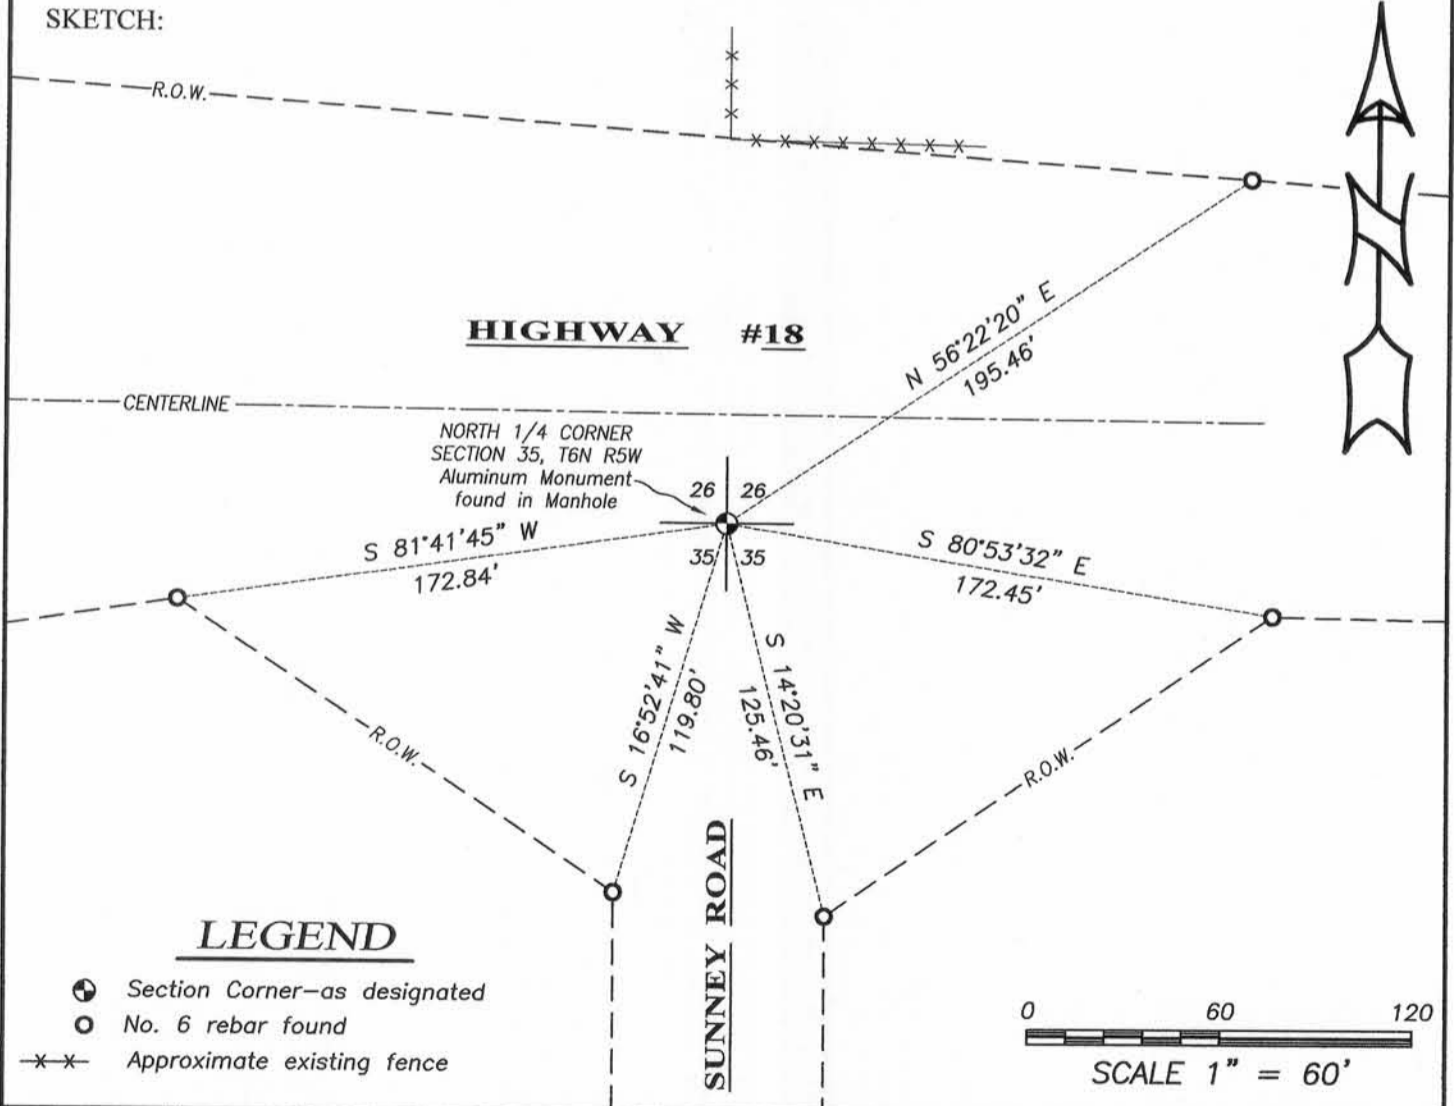 SKETCH:
R.O.W.
N
HIGHWAY #18
N 56°22'20" E
195.46'
CENTERLINE
NORTH 1/4 CORNER
SECTION 35, T6N R5W
Aluminum Monument
found in Manhole
26 26
35 35
S 81°41'45" W
172.84'
S 80°53'32" E
172.45'
S 16°52'41" W
119.80'
S 14°20'31" E
125.46'
R.O.W.
R.O.W.
SUNNEY ROAD
LEGEND
Section Corner-as designated
No. 6 rebar found
Approximate existing fence
0 60 120
SCALE 1" = 60'